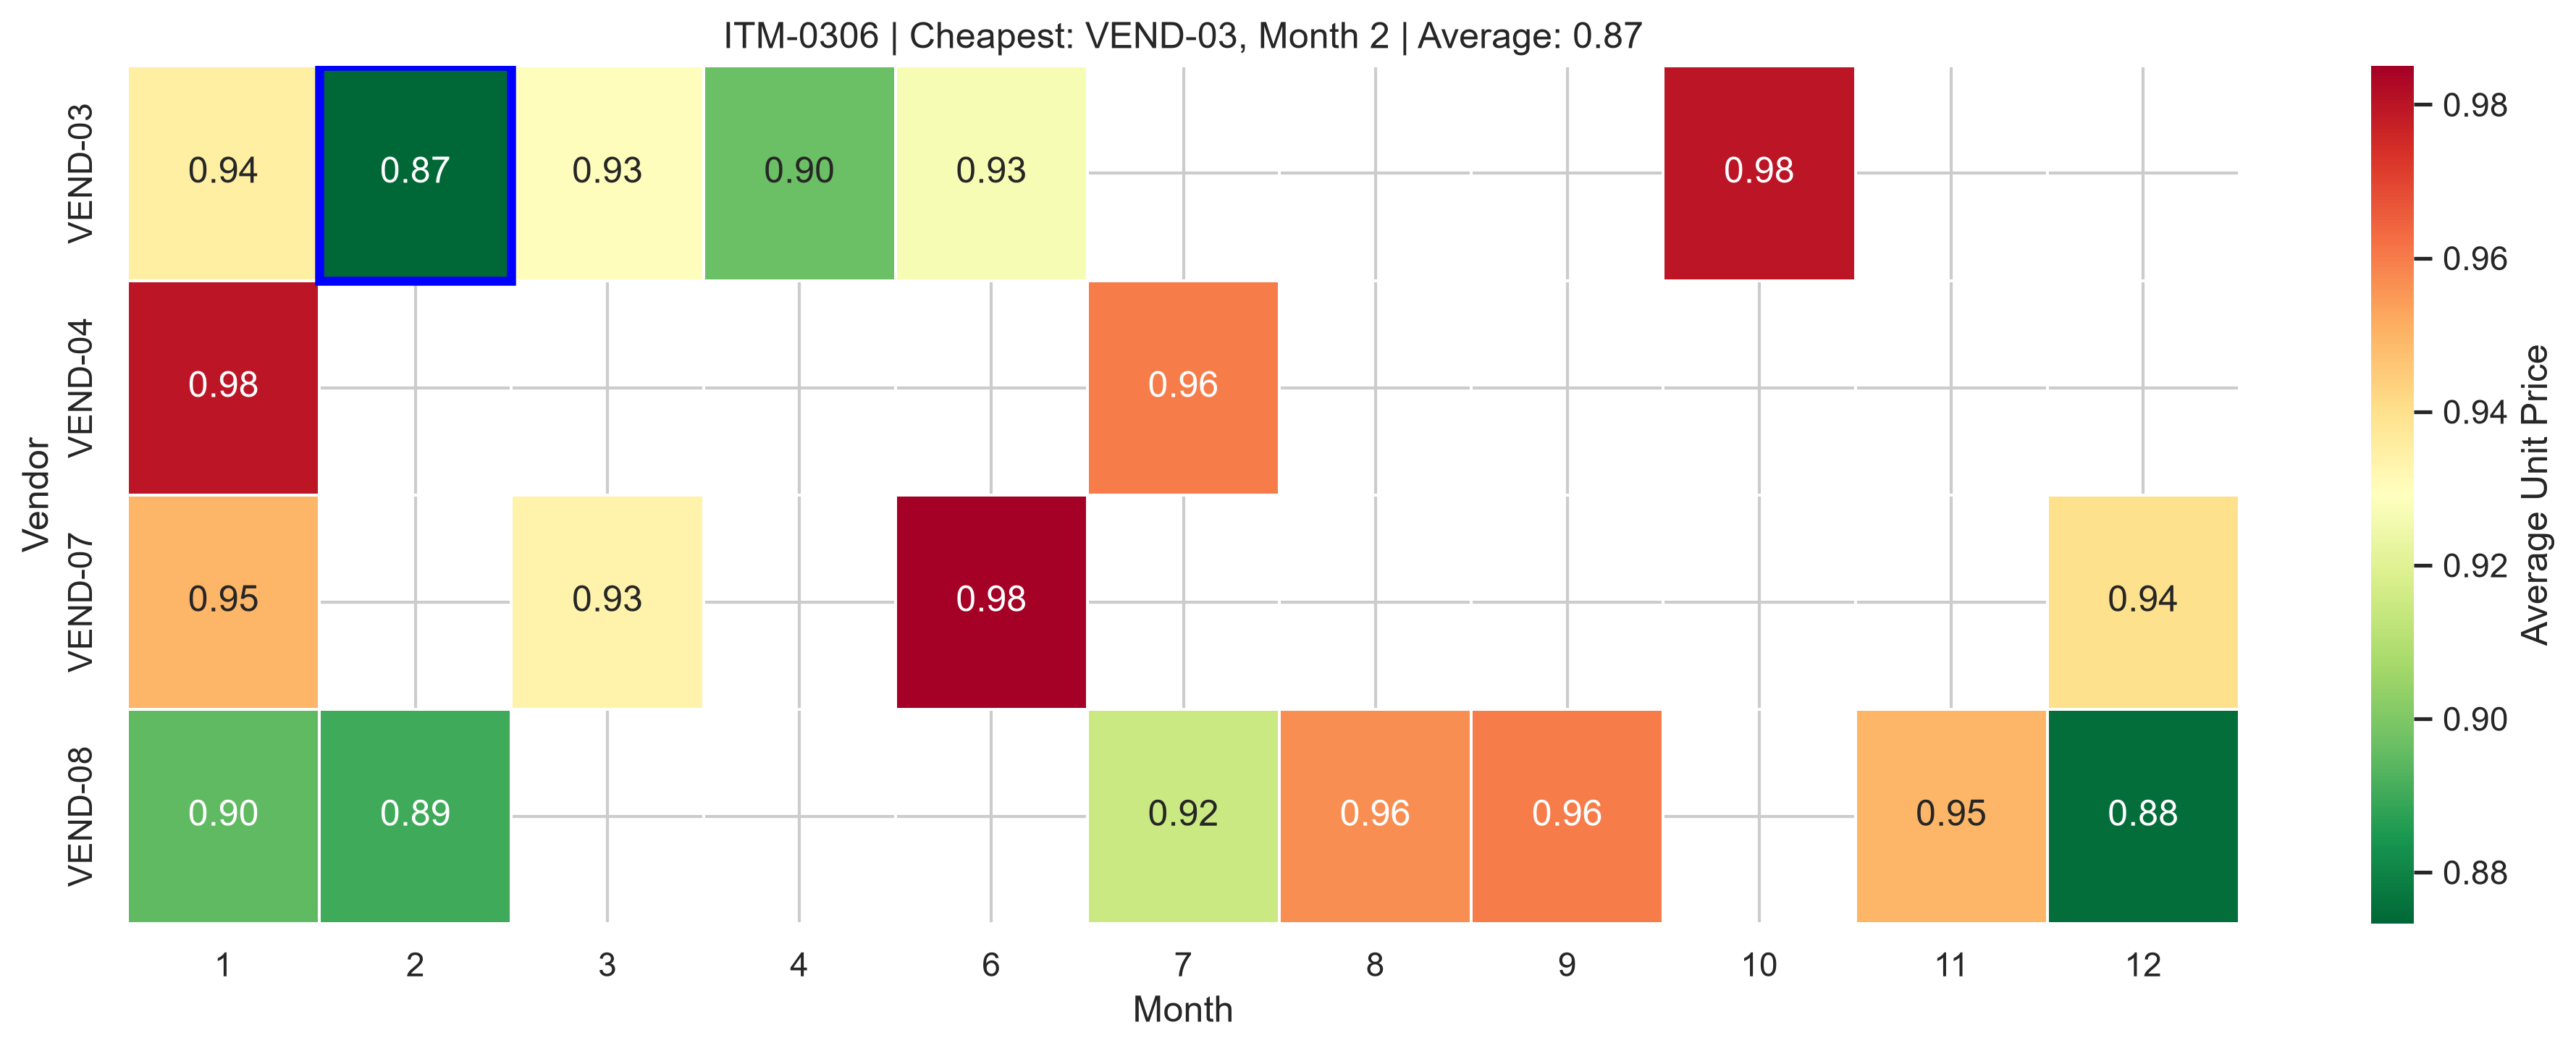 ITM-0306 | Cheapest: VEND-03, Month 2 | Average: 0.87
Vendor
VEND-03
0.94 0.87 0.93 0.90 0.93 0.98
VEND-04
0.98 0.96
VEND-07
0.95 0.93 0.98 0.94
VEND-08
0.90 0.89 0.92 0.96 0.96 0.95 0.88
1 2 3 4 6 7 8 9 10 11 12
Month
0.98
0.96
0.94
0.92
0.90
0.88
Average Unit Price